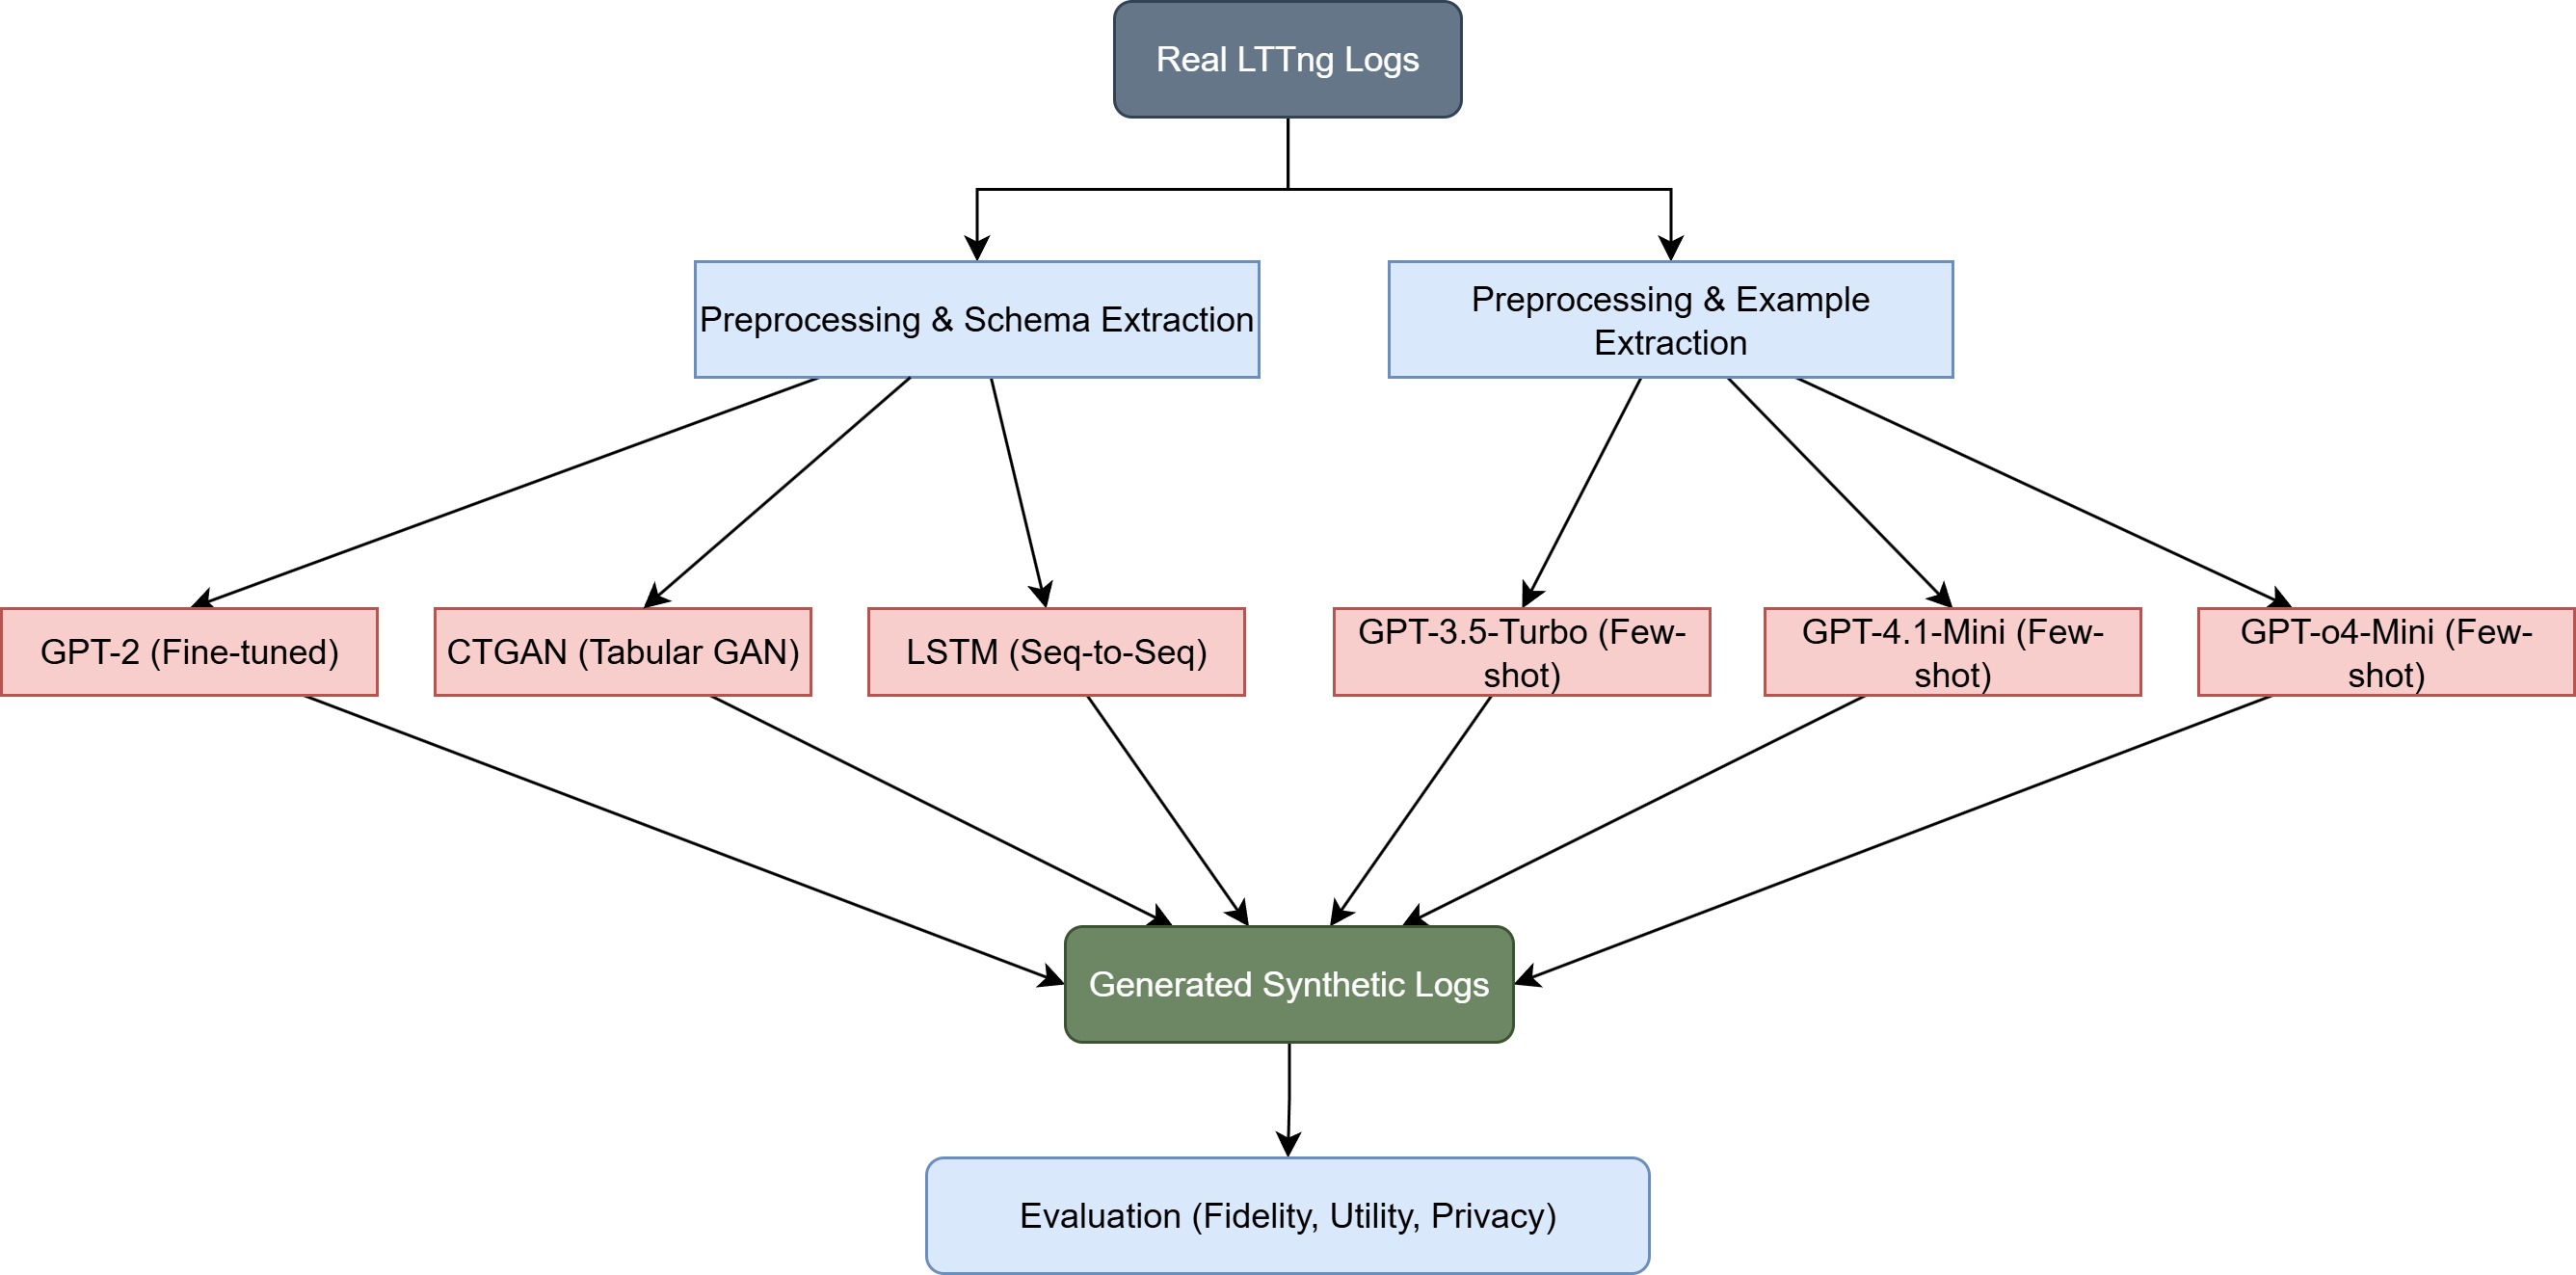 Real LTTng Logs
Preprocessing & Schema Extraction
Preprocessing & Example
Extraction
GPT-2 (Fine-tuned)
CTGAN (Tabular GAN)
LSTM (Seq-to-Seq)
GPT-3.5-Turbo (Few-
shot)
GPT-4.1-Mini (Few-
shot)
GPT-o4-Mini (Few-
shot)
Generated Synthetic Logs
Evaluation (Fidelity, Utility, Privacy)